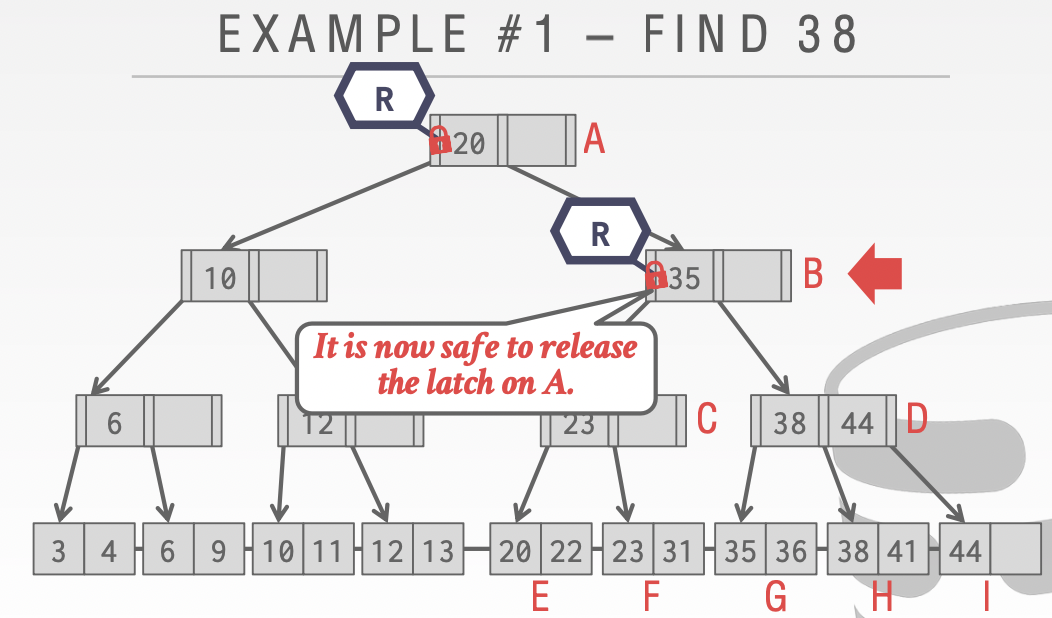 EXAMPLE #1 – FIND 38
R
20 A
R
10 35 B
It is now safe to release
the latch on A.
6 12 23 C 38 44 D
3 4 6 9 10 11 12 13 20 22 23 31 35 36 38 41 44
E F G H I